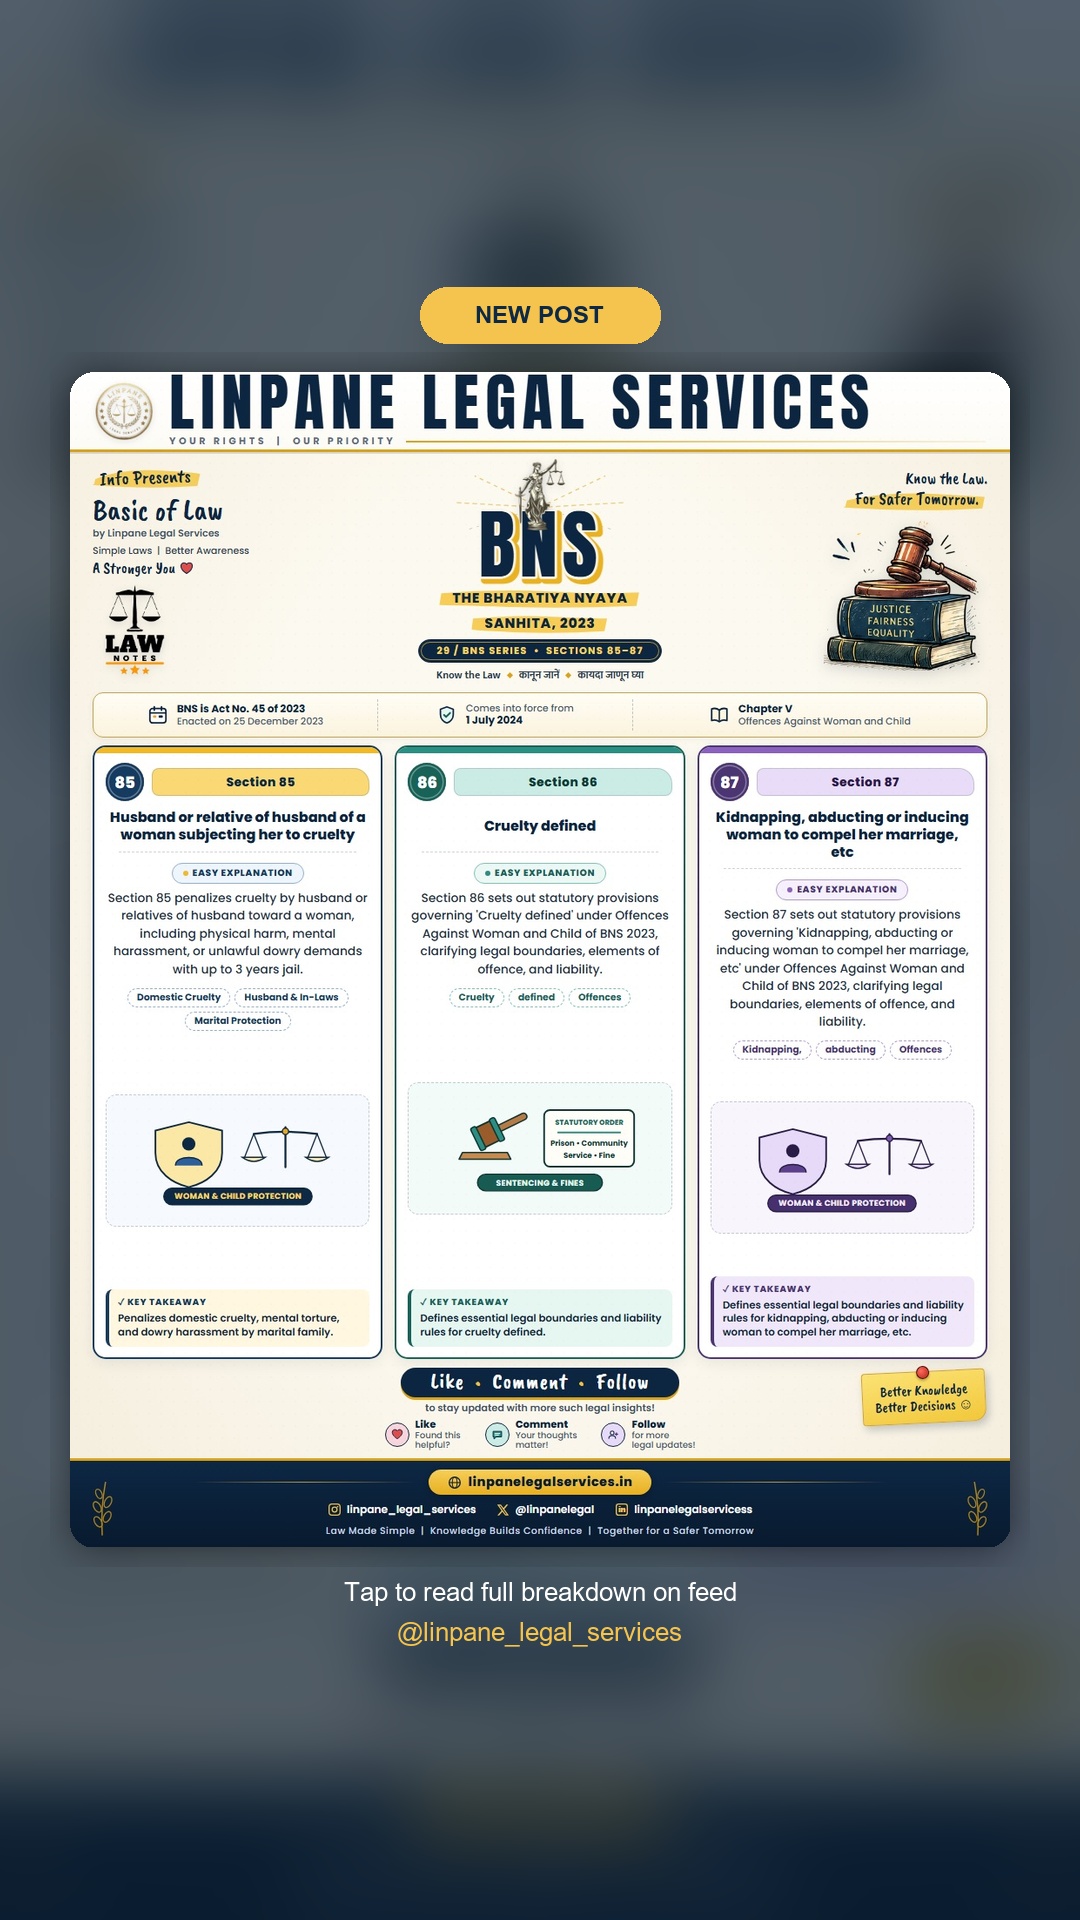 NEW POST
LINPANE LEGAL SERVICES
YOUR RIGHTS | OUR PRIORITY
Info Presents
Basic of Law
by Linpane Legal Services
Simple Laws | Better Awareness
A Stronger You ❤️
LAW
NOTES
BNS
THE BHARATIYA NYAYA
SANHITA, 2023
29 / BNS SERIES • SECTIONS 85–87
Know the Law ◆ कानून जानें ◆ कायदा जाणून घ्या
Know the Law.
For Safer Tomorrow.
JUSTICE
FAIRNESS
EQUALITY
BNS is Act No. 45 of 2023
Enacted on 25 December 2023
Comes into force from
1 July 2024
Chapter V
Offences Against Woman and Child
85
Section 85
Husband or relative of husband of a
woman subjecting her to cruelty
EASY EXPLANATION
Section 85 penalizes cruelty by husband or
relatives of husband toward a woman,
including physical harm, mental
harassment, or unlawful dowry demands
with up to 3 years jail.
Domestic Cruelty
Husband & In-Laws
Marital Protection
WOMAN & CHILD PROTECTION
✓ KEY TAKEAWAY
Penalizes domestic cruelty, mental torture,
and dowry harassment by marital family.
86
Section 86
Cruelty defined
EASY EXPLANATION
Section 86 sets out statutory provisions
governing 'Cruelty defined' under Offences
Against Woman and Child of BNS 2023,
clarifying legal boundaries, elements of
offence, and liability.
Cruelty
defined
Offences
STATUTORY ORDER
Prison • Community
Service • Fine
SENTENCING & FINES
✓ KEY TAKEAWAY
Defines essential legal boundaries and liability
rules for cruelty defined.
87
Section 87
Kidnapping, abducting or inducing
woman to compel her marriage,
etc
EASY EXPLANATION
Section 87 sets out statutory provisions
governing 'Kidnapping, abducting or
inducing woman to compel her marriage,
etc' under Offences Against Woman and
Child of BNS 2023, clarifying legal
boundaries, elements of offence, and
liability.
Kidnapping,
abducting
Offences
WOMAN & CHILD PROTECTION
✓ KEY TAKEAWAY
Defines essential legal boundaries and liability
rules for kidnapping, abducting or inducing
woman to compel her marriage, etc.
Like • Comment • Follow
to stay updated with more such legal insights!
Like
Found this
helpful?
Comment
Your thoughts
matter!
Follow
for more
legal updates!
Better Knowledge
Better Decisions ☺
linpanelegalservices.in
linpane_legal_services
@linpanelegal
linpanelegalservicess
Law Made Simple | Knowledge Builds Confidence | Together for a Safer Tomorrow
Tap to read full breakdown on feed
@linpane_legal_services